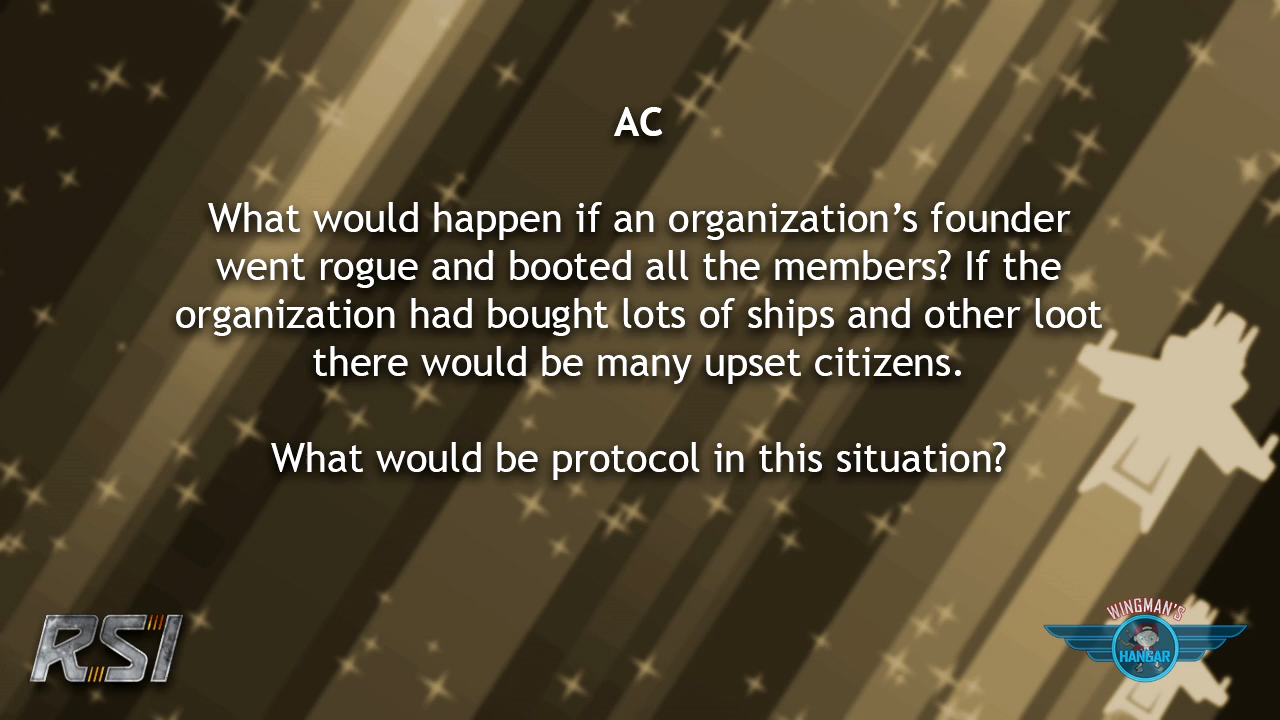 AC
What would happen if an organization’s founder
went rogue and booted all the members? If the
organization had bought lots of ships and other loot
there would be many upset citizens.
What would be protocol in this situation?
RSI
WINGMAN'S
HANGAR